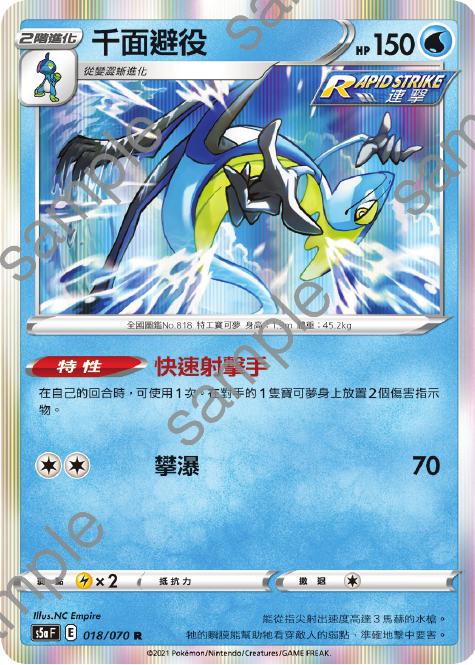 2階進化
千面避役
HP 150
從變澀蜥進化
RAPID STRIKE
連擊
全國圖鑑No.818 特工寶可夢 身高：1.9m 體重：45.2kg
特性 快速射擊手
在自己的回合時，可使用1次。在對手的1隻寶可夢身上放置2個傷害指示
物。
攀瀑 70
弱點 ×2 抵抗力 撤退
Illus.NC Empire
能從指尖射出速度高達3馬赫的水槍。
s5a F E 018/070 R
牠的瞬膜能幫助牠看穿敵人的弱點、準確地擊中要害。
©2021 Pokémon/Nintendo/Creatures/GAME FREAK.
sample
sample
sample
sample
sample
sample